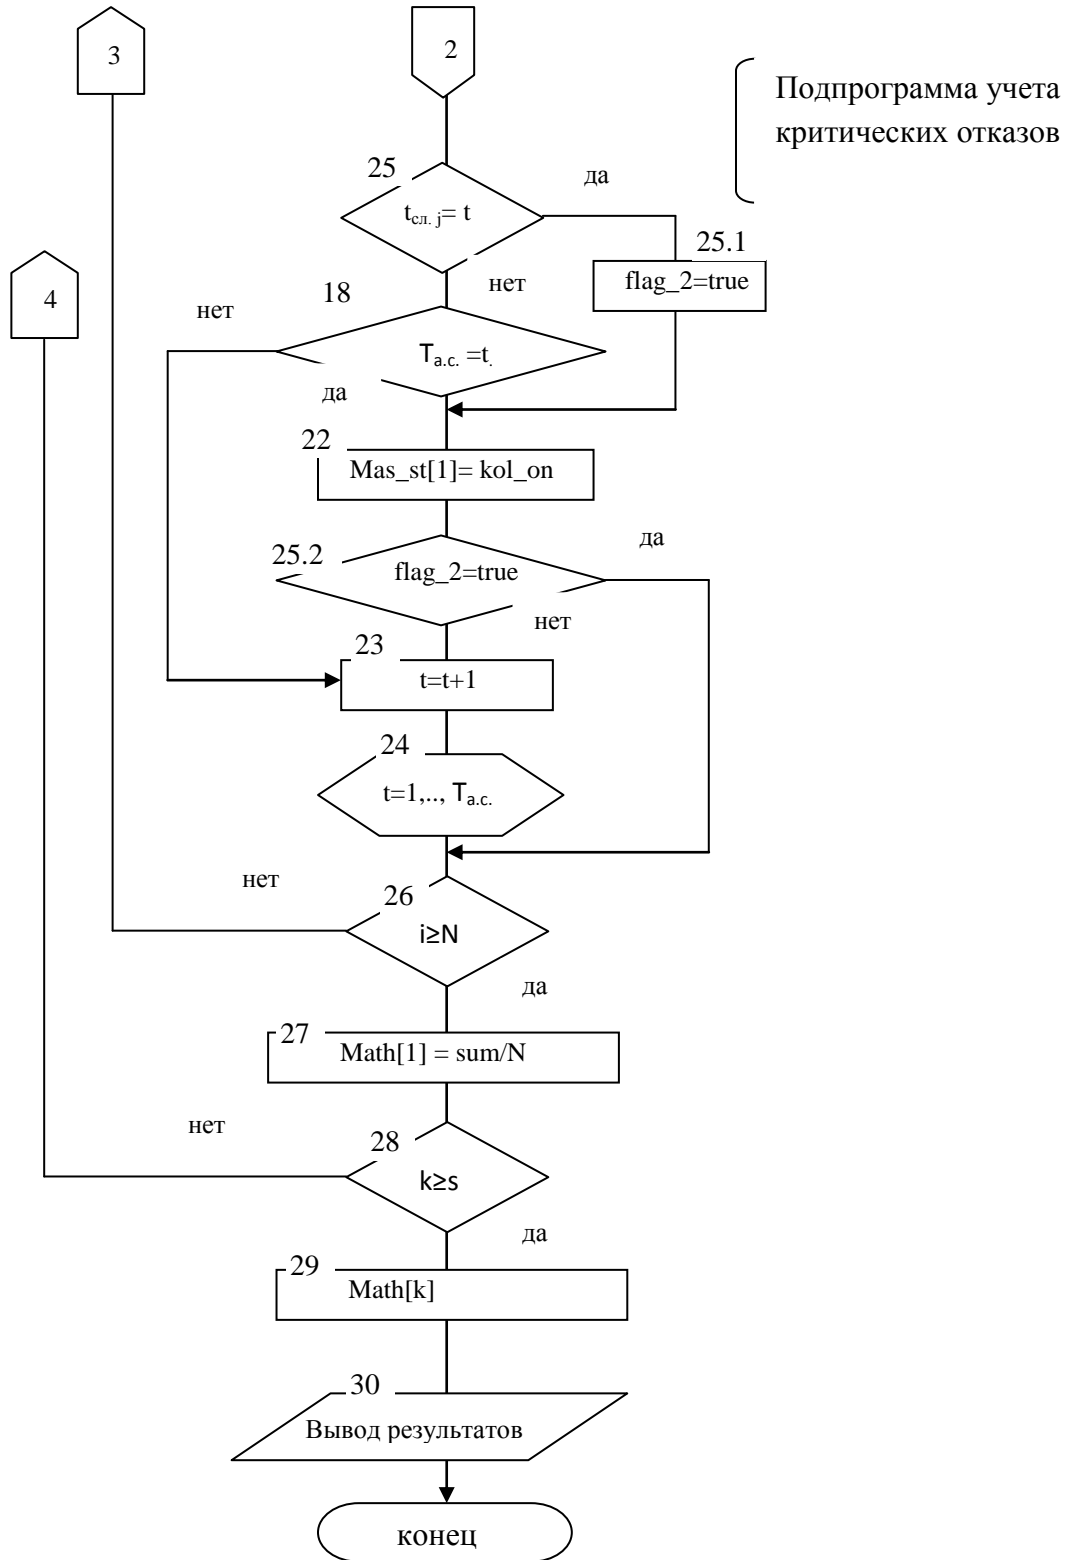 3
2
Подпрограмма учета
критических отказов
25
да
t сл. j= t
25.1
нет
flag_2=true
4
18
нет
Tа.с. =t.
да
22
Mas_st[1]= kol_on
да
25.2
flag_2=true
нет
23
t=t+1
24
t=1,.., Tа.с.
нет
26
i≥N
да
27
Math[1] = sum/N
нет
28
k≥s
да
29
Math[k]
30
Вывод результатов
конец